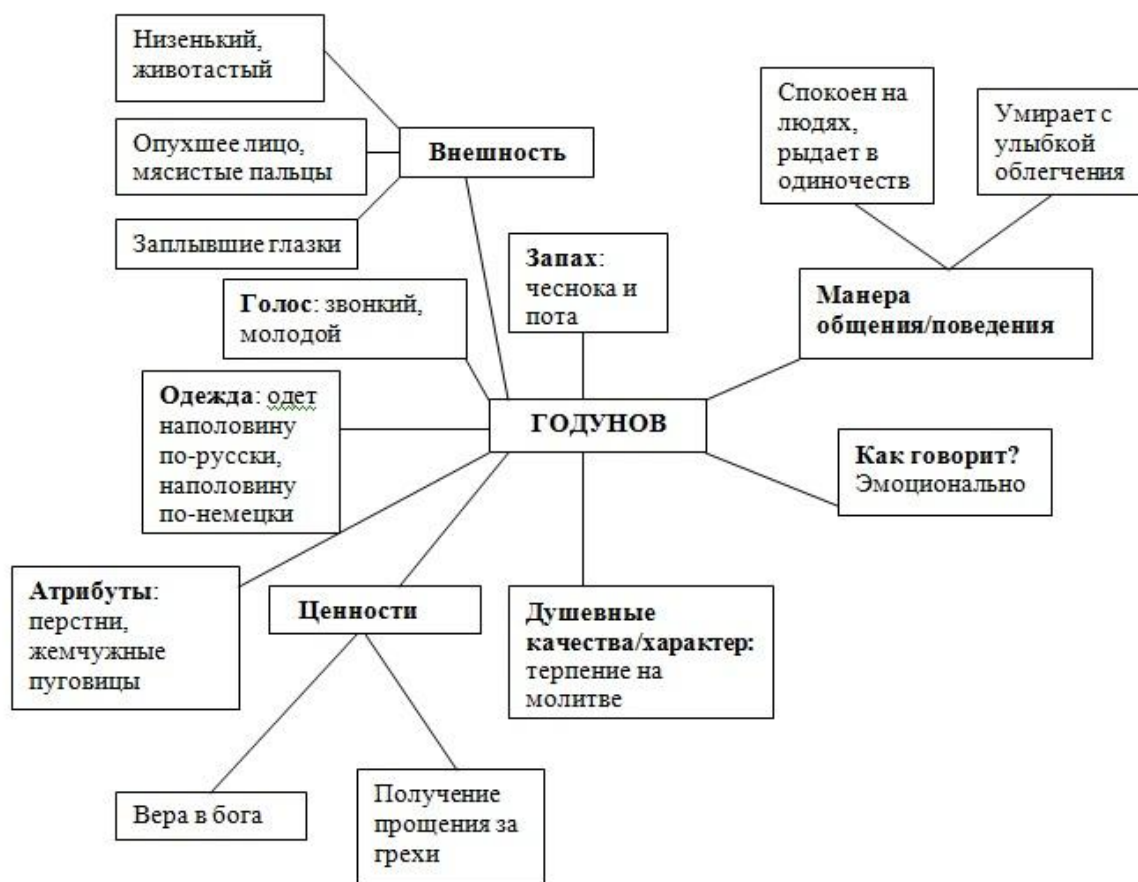 Низенький,
животастый
Опухшее лицо,
мясистые пальцы
Заплывшие глазки
Внешность
Спокоен на
людях,
рыдает в
одиночеств
Умирает с
улыбкой
облегчения
Запах:
чеснока и
пота
Манера
общения/поведения
Голос: звонкий,
молодой
Одежда: одет
наполовину
по-русски,
наполовину
по-немецки
ГОДУНОВ
Как говорит?
Эмоционально
Атрибуты:
перстни,
жемчужные
пуговицы
Ценности
Душевные
качества/характер:
терпение на
молитве
Вера в бога
Получение
прощения за
грехи